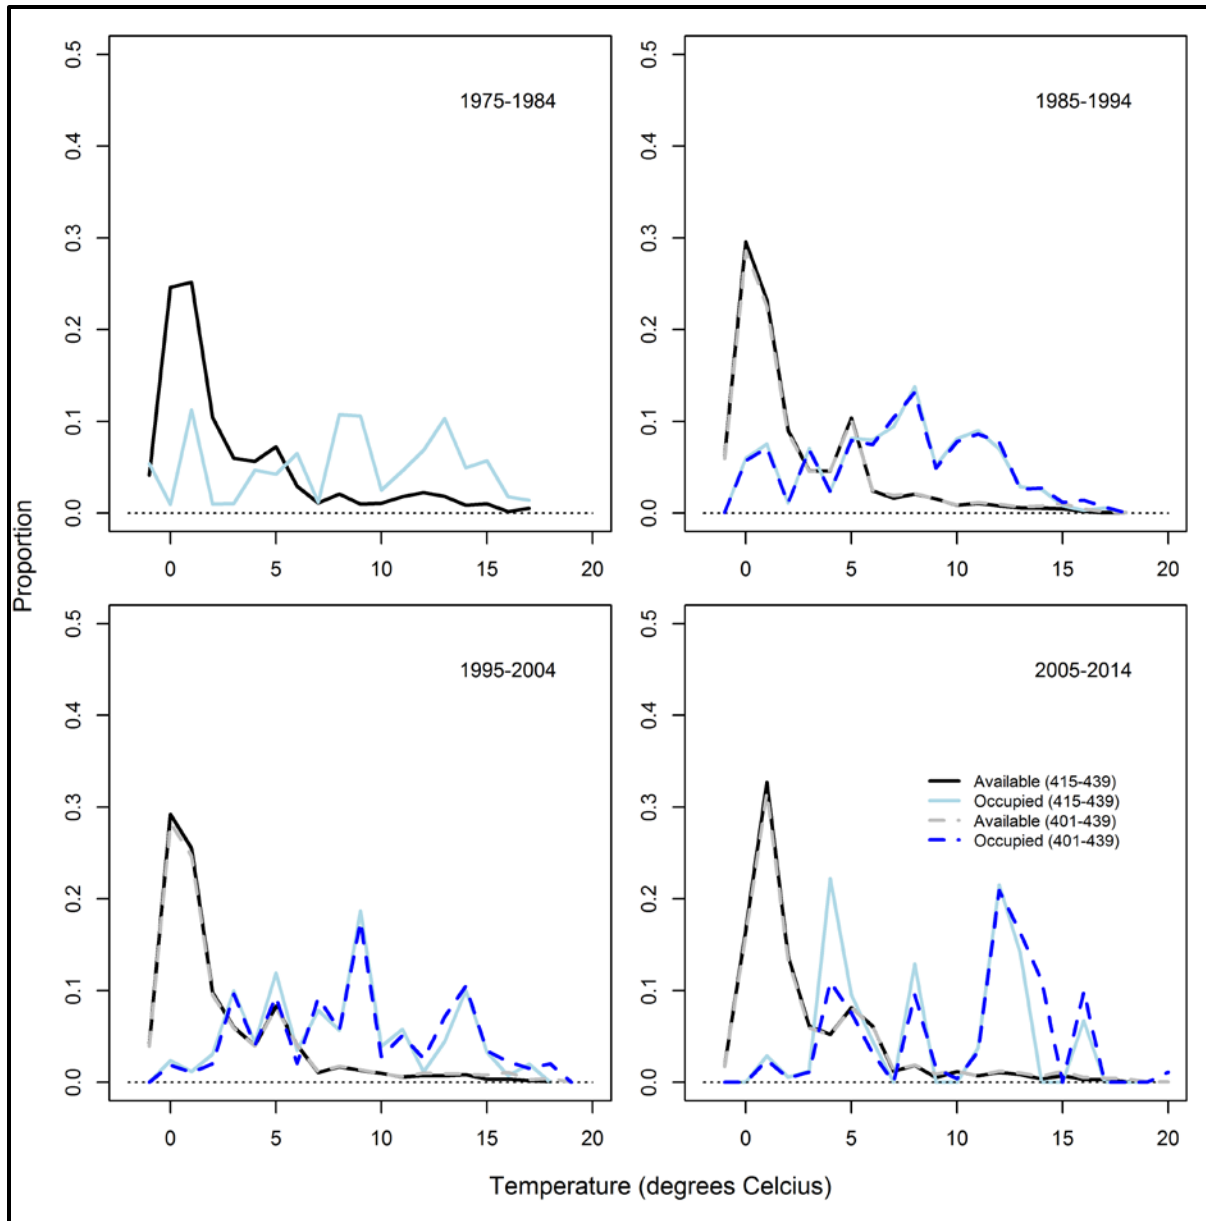 1975-1984
0.0 0.1 0.2 0.3 0.4 0.5
0 5 10 15 20
1985-1994
0.0 0.1 0.2 0.3 0.4 0.5
0 5 10 15 20
Proportion
1995-2004
0.0 0.1 0.2 0.3 0.4 0.5
0 5 10 15 20
2005-2014
Available (415-439)
Occupied (415-439)
Available (401-439)
Occupied (401-439)
0.0 0.1 0.2 0.3 0.4 0.5
0 5 10 15 20
Temperature (degrees Celcius)